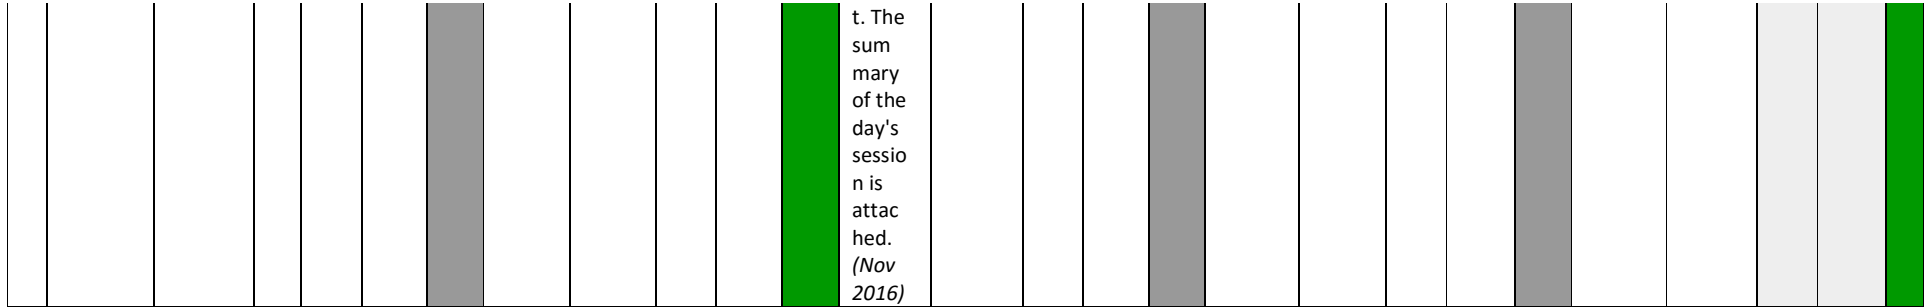 t. The
sum
mary
of the
day's
sessio
n is
attac
hed.
(Nov
2016)